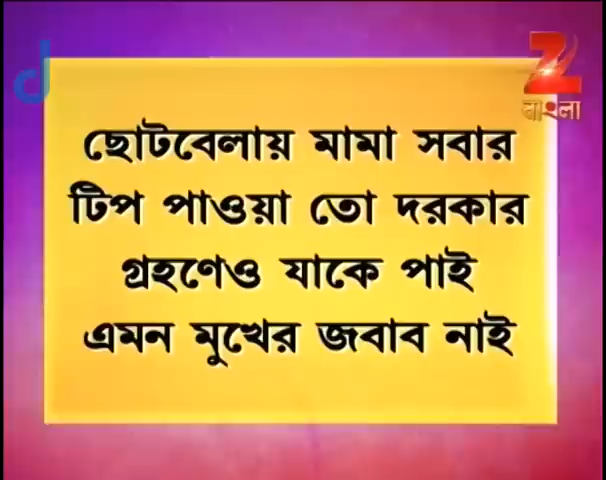 বাংলা
ছোটবেলায় মামা সবার
টিপ পাওয়া তো দরকার
গ্রহণেও যাকে পাই
এমন মুখের জবাব নাই